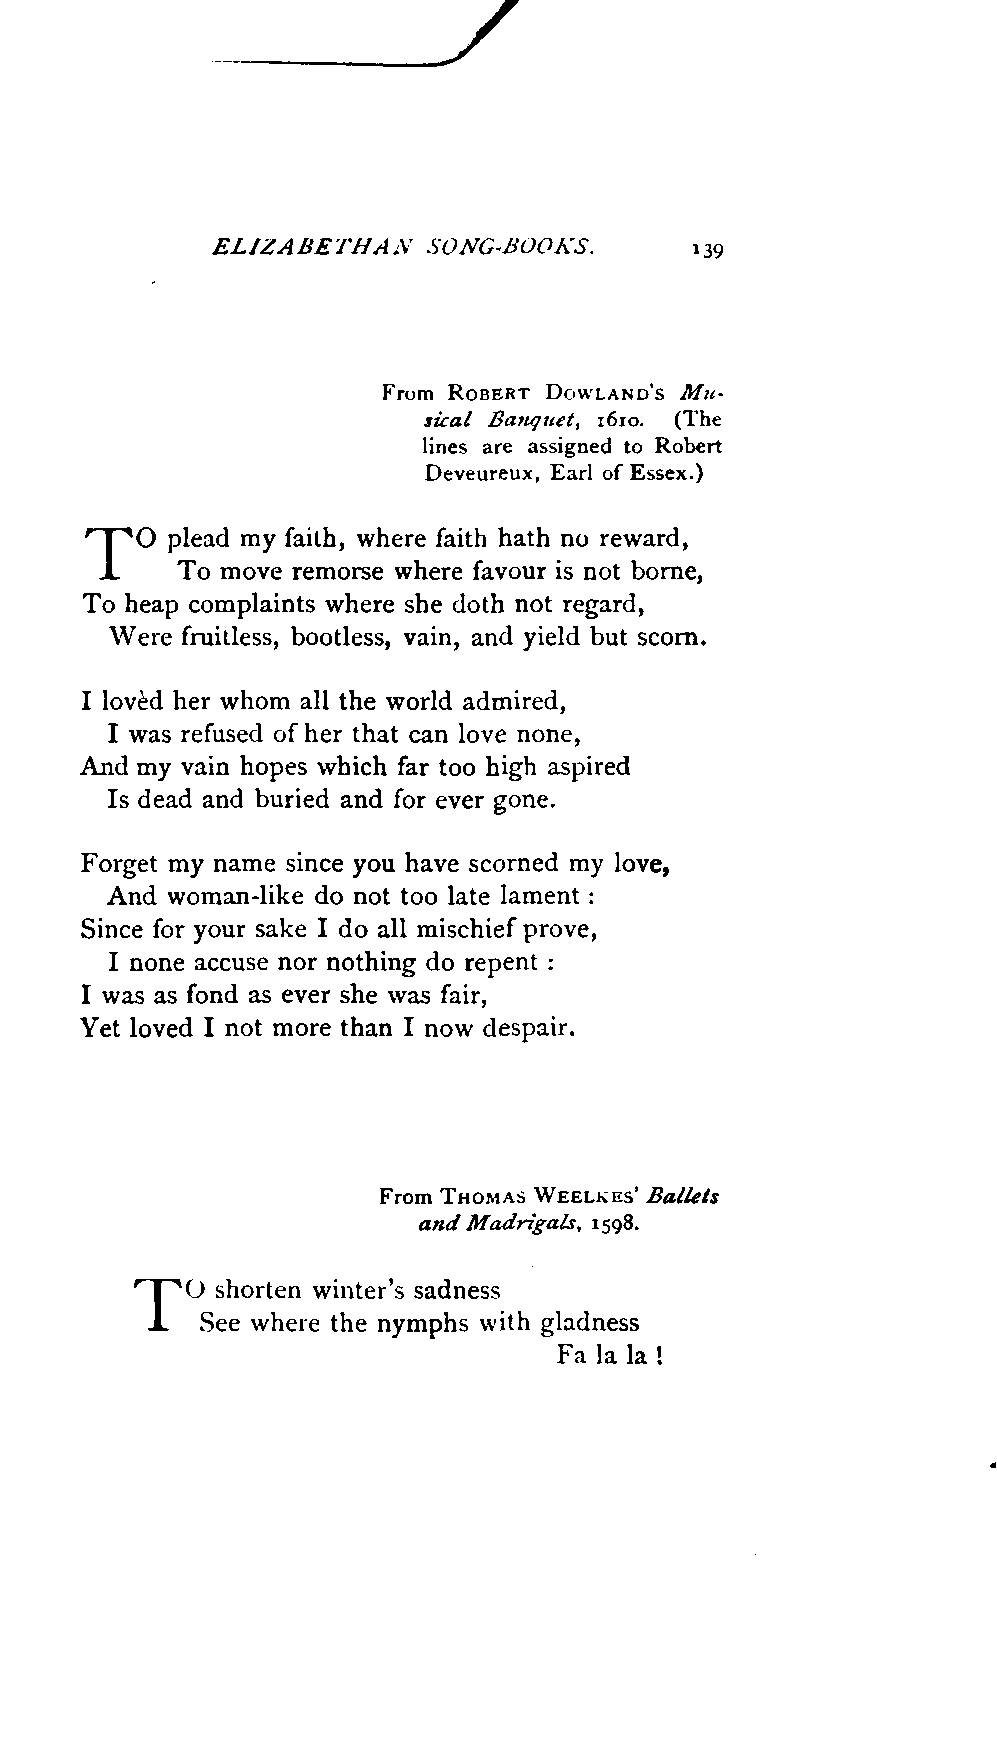 ELIZABETHAN SONG-BOOKS. 139
From ROBERT DOWLAND'S Mu-
sical Banquet, 1610. (The
lines are assigned to Robert
Deveureux, Earl of Essex.)
TO plead my faith, where faith hath no reward,
To move remorse where favour is not borne,
To heap complaints where she doth not regard,
Were fruitless, bootless, vain, and yield but scorn.
I lovèd her whom all the world admired,
I was refused of her that can love none,
And my vain hopes which far too high aspired
Is dead and buried and for ever gone.
Forget my name since you have scorned my love,
And woman-like do not too late lament :
Since for your sake I do all mischief prove,
I none accuse nor nothing do repent :
I was as fond as ever she was fair,
Yet loved I not more than I now despair.
From THOMAS WEELKES' Ballets
and Madrigals, 1598.
TO shorten winter's sadness
See where the nymphs with gladness
Fa la la !